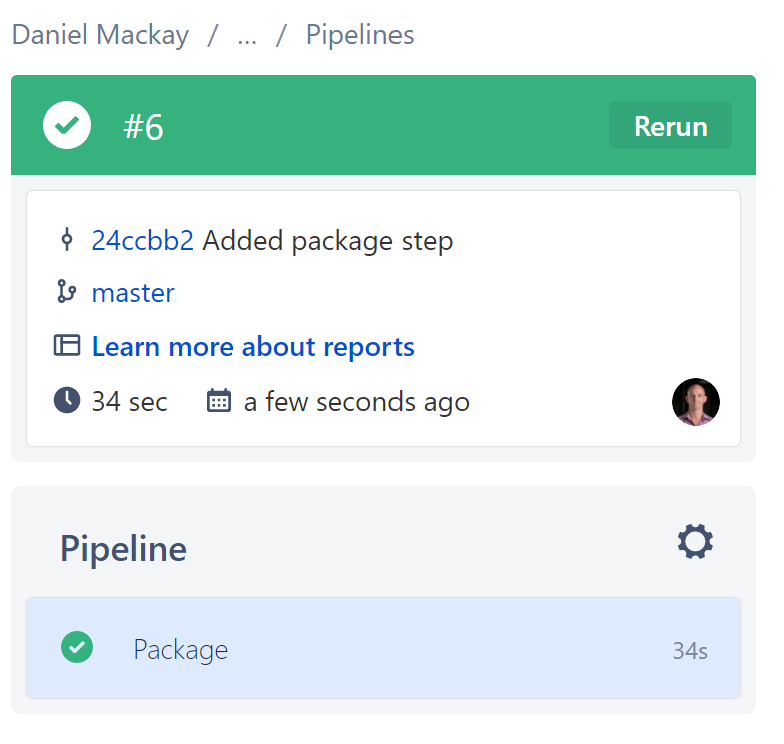 Daniel Mackay / ... / Pipelines
#6 Rerun
24ccbb2 Added package step
master
Learn more about reports
34 sec a few seconds ago
Pipeline
Package 34s